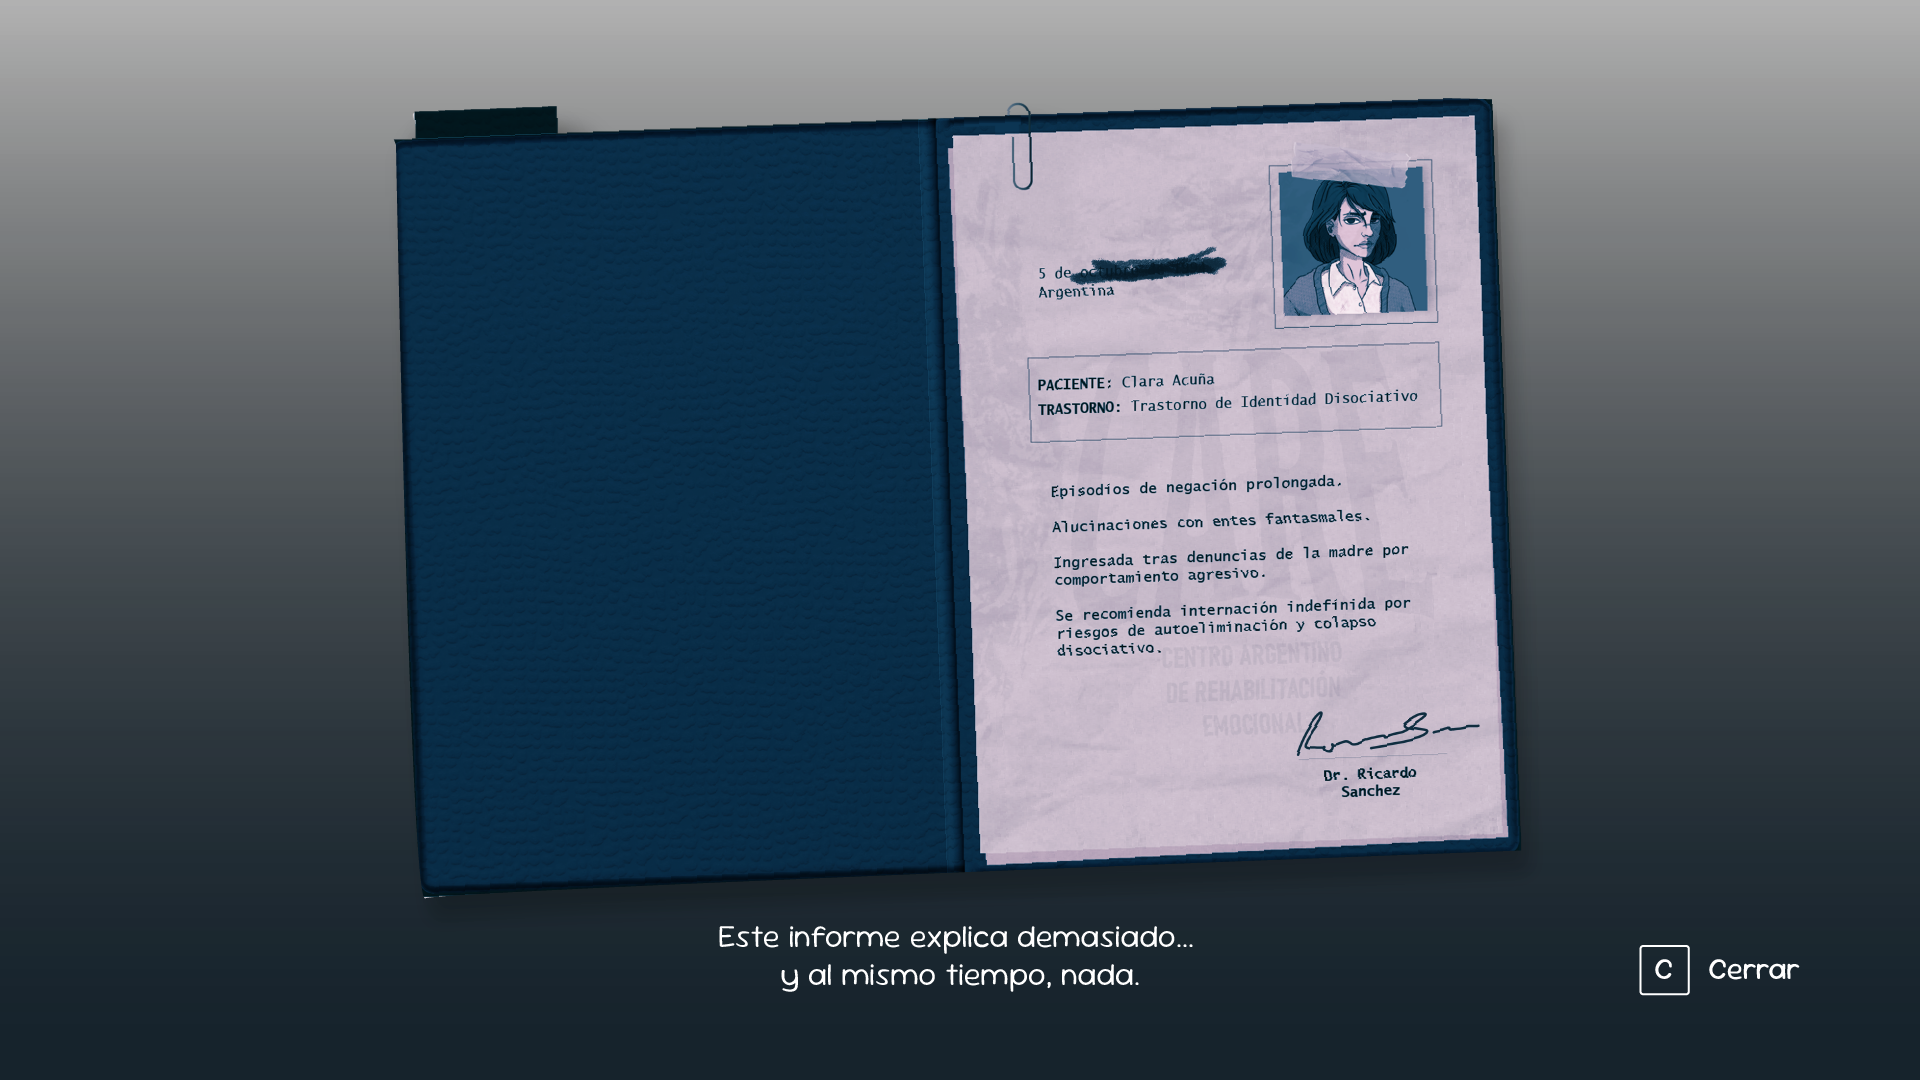 5 de octubre
Argentina
PACIENTE: Clara Acuña
TRASTORNO: Trastorno de Identidad Disociativo
CARE
Episodios de negación prolongada.
Alucinaciones con entes fantasmales.
Ingresada tras denuncias de la madre por
comportamiento agresivo.
Se recomienda internación indefinida por
riesgos de autoeliminación y colapso
disociativo.
CENTRO ARGENTINO
DE REHABILITACIÓN
EMOCIONAL
Dr. Ricardo
Sanchez
Este informe explica demasiado...
y al mismo tiempo, nada.
C Cerrar